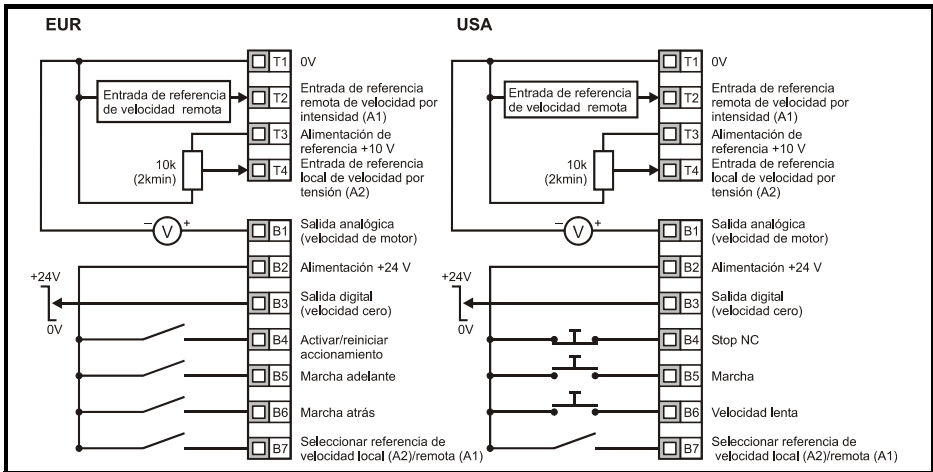 EUR
T1 0V
Entrada de referencia
de velocidad remota
T2 Entrada de referencia
remota de velocidad por
intensidad (A1)
T3 Alimentación de
referencia +10 V
10k
(2kmin)
T4 Entrada de referencia
local de velocidad por
tensión (A2)
– V +
B1 Salida analógica
(velocidad de motor)
B2 Alimentación +24 V
+24V
0V
B3 Salida digital
(velocidad cero)
B4 Activar/reiniciar
accionamiento
B5 Marcha adelante
B6 Marcha atrás
B7 Seleccionar referencia de
velocidad local (A2)/remota (A1)
USA
T1 0V
Entrada de referencia
de velocidad remota
T2 Entrada de referencia
remota de velocidad por
intensidad (A1)
T3 Alimentación de
referencia +10 V
10k
(2kmin)
T4 Entrada de referencia
local de velocidad por
tensión (A2)
– V +
B1 Salida analógica
(velocidad de motor)
B2 Alimentación +24 V
+24V
0V
B3 Salida digital
(velocidad cero)
B4 Stop NC
B5 Marcha
B6 Velocidad lenta
B7 Seleccionar referencia de
velocidad local (A2)/remota (A1)